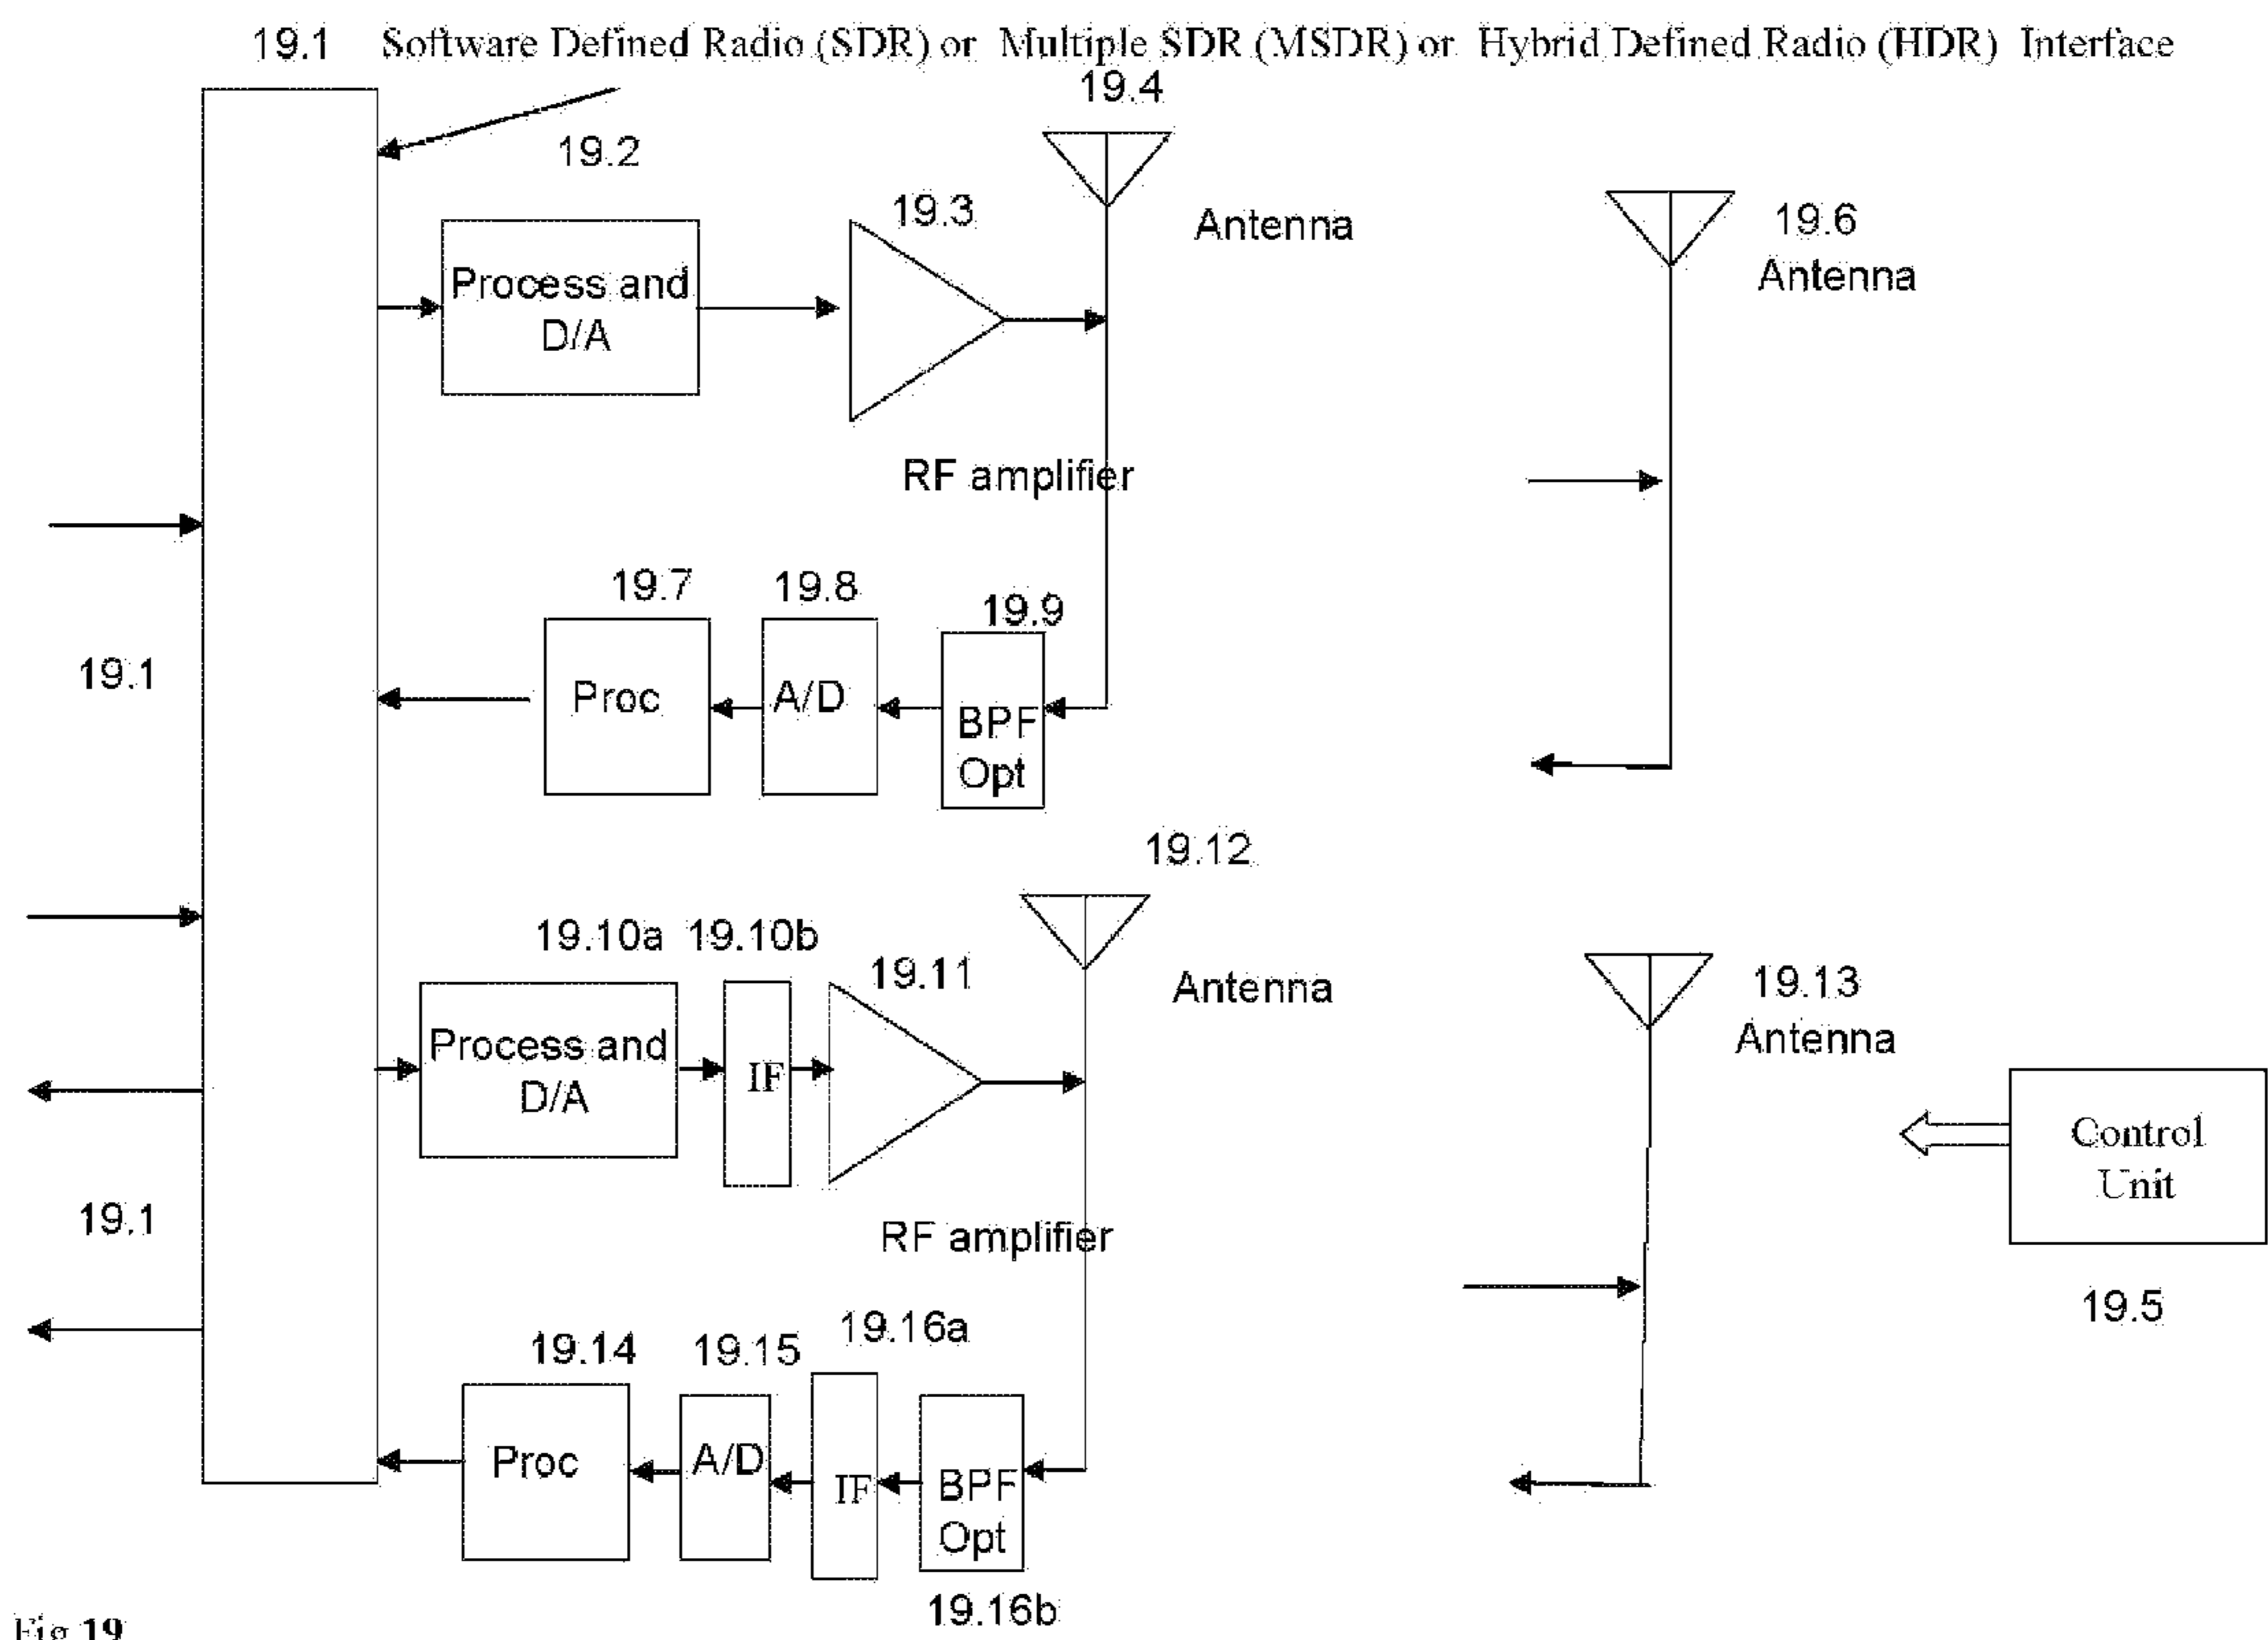 19.1 Software Defined Radio (SDR) or Multiple SDR (MSDR) or Hybrid Defined Radio (HDR) Interface
19.4
19.2
19.3
Antenna
19.6
Antenna
Process and
D/A
RF amplifier
19.7
19.8
19.9
19.1
Proc
A/D
BPF
Opt
19.12
19.10a
19.10b
19.11
Antenna
19.13
Antenna
Process and
D/A
IF
Control
Unit
19.1
RF amplifier
19.5
19.14
19.15
19.16a
Proc
A/D
IF
BPF
Opt
19.16b
Fig 19